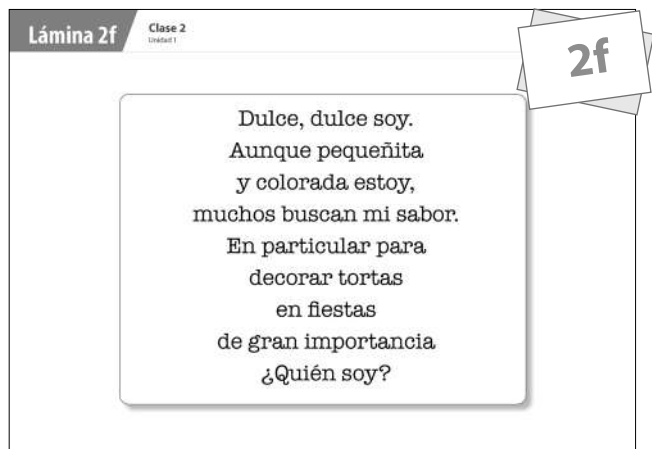 Lámina 2f
Clase 2
Unidad 1
2f
Dulce, dulce soy.
Aunque pequeñita
y colorada estoy,
muchos buscan mi sabor.
En particular para
decorar tortas
en fiestas
de gran importancia
¿Quién soy?